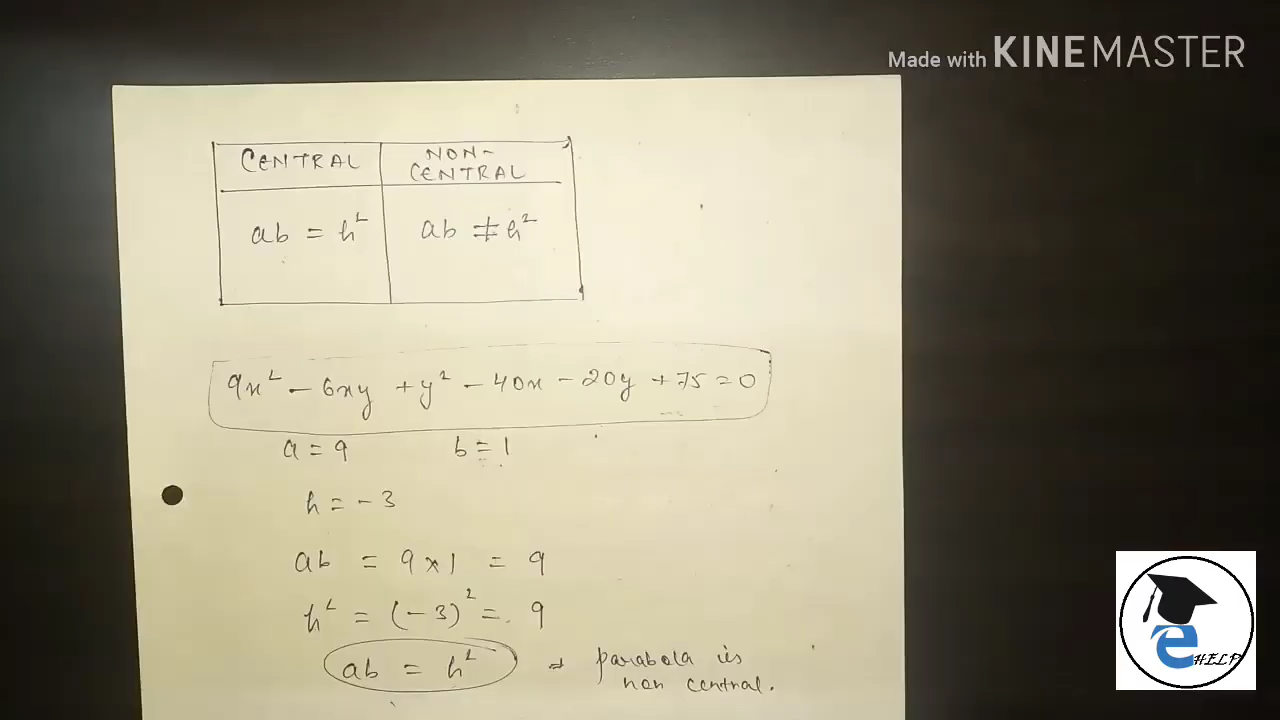 Made with KINEMASTER
CENTRAL
NON-
CENTRAL
ab = h²
ab ≠ h²
9x² - 6xy + y² - 40x - 20y + 75 = 0
a = 9
b = 1
h = -3
ab = 9 × 1 = 9
h² = (-3)² = 9
ab = h² ⇒ parabola is
non central.
e HELP